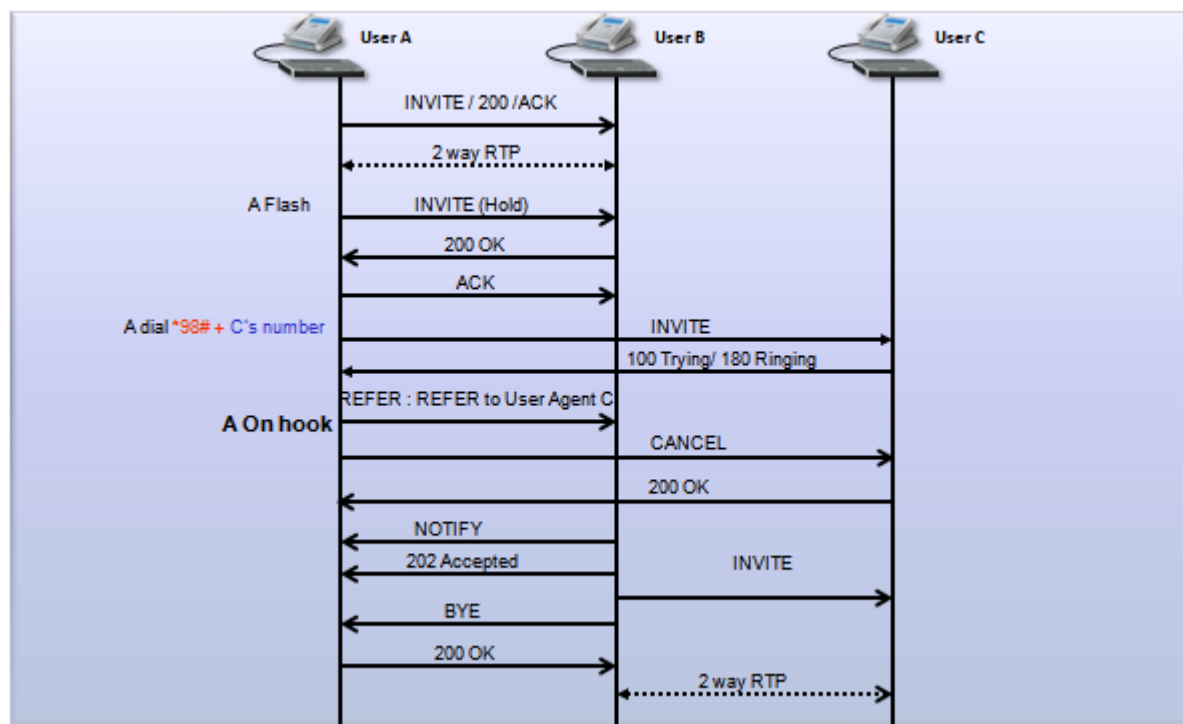 User A
User B
User C
INVITE / 200 /ACK
2 way RTP
A Flash
INVITE (Hold)
200 OK
ACK
A dial *98# + C's number
INVITE
100 Trying/ 180 Ringing
REFER : REFER to User Agent C
A On hook
CANCEL
200 OK
NOTIFY
202 Accepted
INVITE
BYE
200 OK
2 way RTP